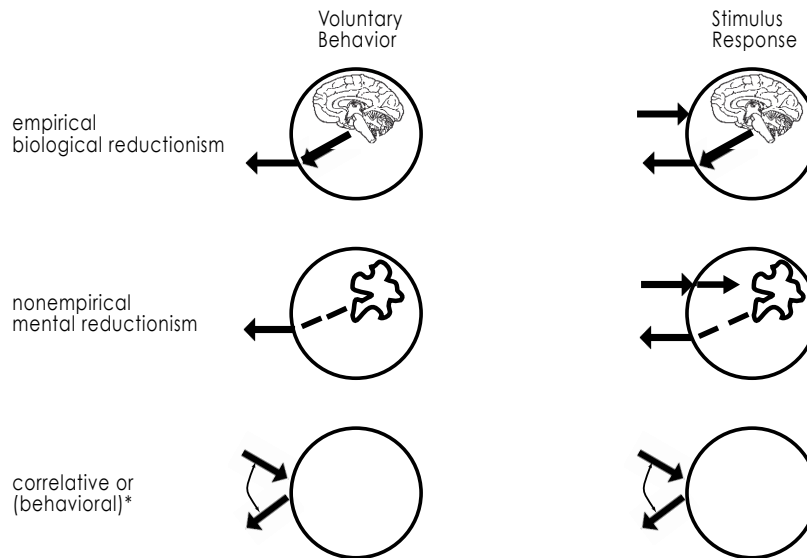 Voluntary
Behavior
Stimulus
Response
empirical
biological reductionism
nonempirical
mental reductionism
correlative or
(behavioral)*